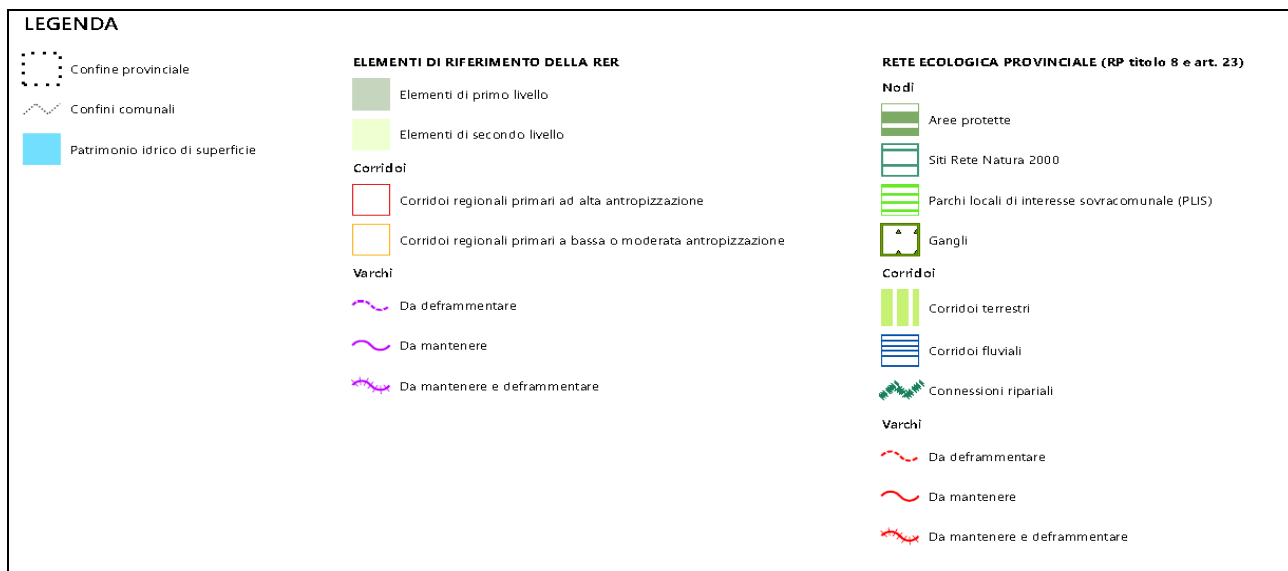 LEGENDA
Confine provinciale
Confini comunali
Patrimonio idrico di superficie
ELEMENTI DI RIFERIMENTO DELLA RER
Elementi di primo livello
Elementi di secondo livello
Corridoi
Corridoi regionali primari ad alta antropizzazione
Corridoi regionali primari a bassa o moderata antropizzazione
Varchi
Da deframmentare
Da mantenere
Da mantenere e deframmentare
RETE ECOLOGICA PROVINCIALE (RP titolo 8 e art. 23)
Nodi
Aree protette
Siti Rete Natura 2000
Parchi locali di interesse sovracomunale (PLIS)
Gangli
Corridoi
Corridoi terrestri
Corridoi fluviali
Connessioni ripariali
Varchi
Da deframmentare
Da mantenere
Da mantenere e deframmentare